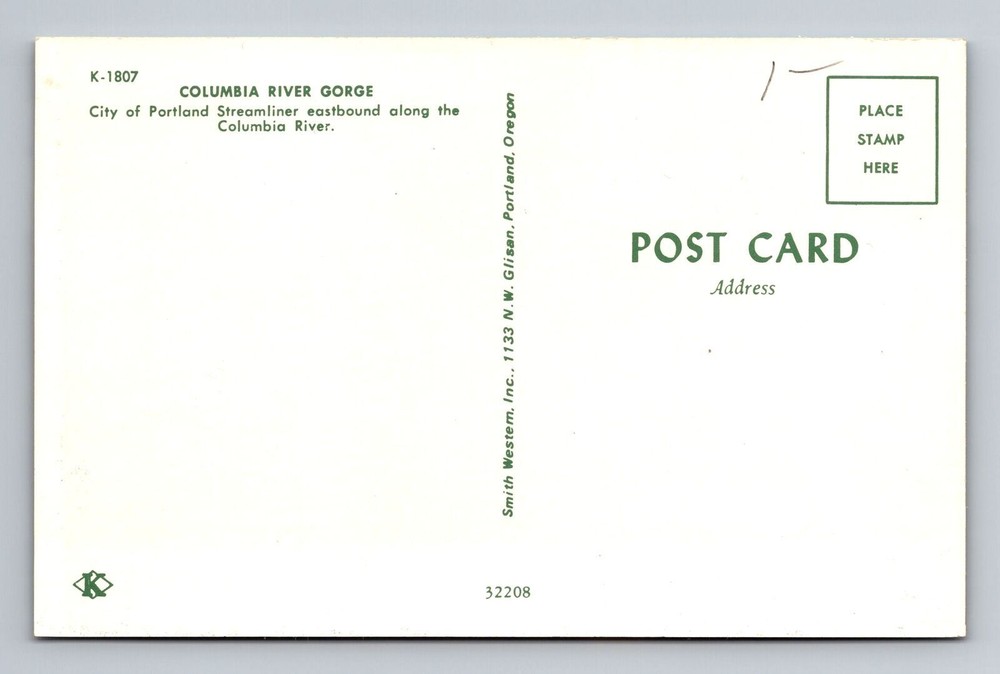 K-1807
COLUMBIA RIVER GORGE
City of Portland Streamliner eastbound along the
Columbia River.
Smith Western, Inc., 1133 N.W. Glisan, Portland, Oregon
PLACE
STAMP
HERE
POST CARD
Address
K
32208